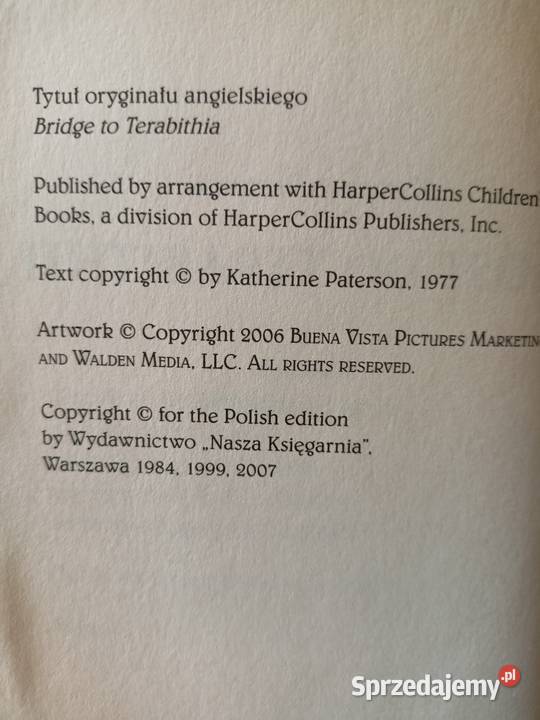 Tytuł oryginału angielskiego
Bridge to Terabithia
Published by arrangement with HarperCollins Children
Books, a division of HarperCollins Publishers, Inc.
Text copyright © by Katherine Paterson, 1977
Artwork © Copyright 2006 BUENA VISTA PICTURES MARKETIN
AND WALDEN MEDIA, LLC. ALL RIGHTS RESERVED.
Copyright © for the Polish edition
by Wydawnictwo „Nasza Księgarnia”,
Warszawa 1984, 1999, 2007
Sprzedajemy.pl